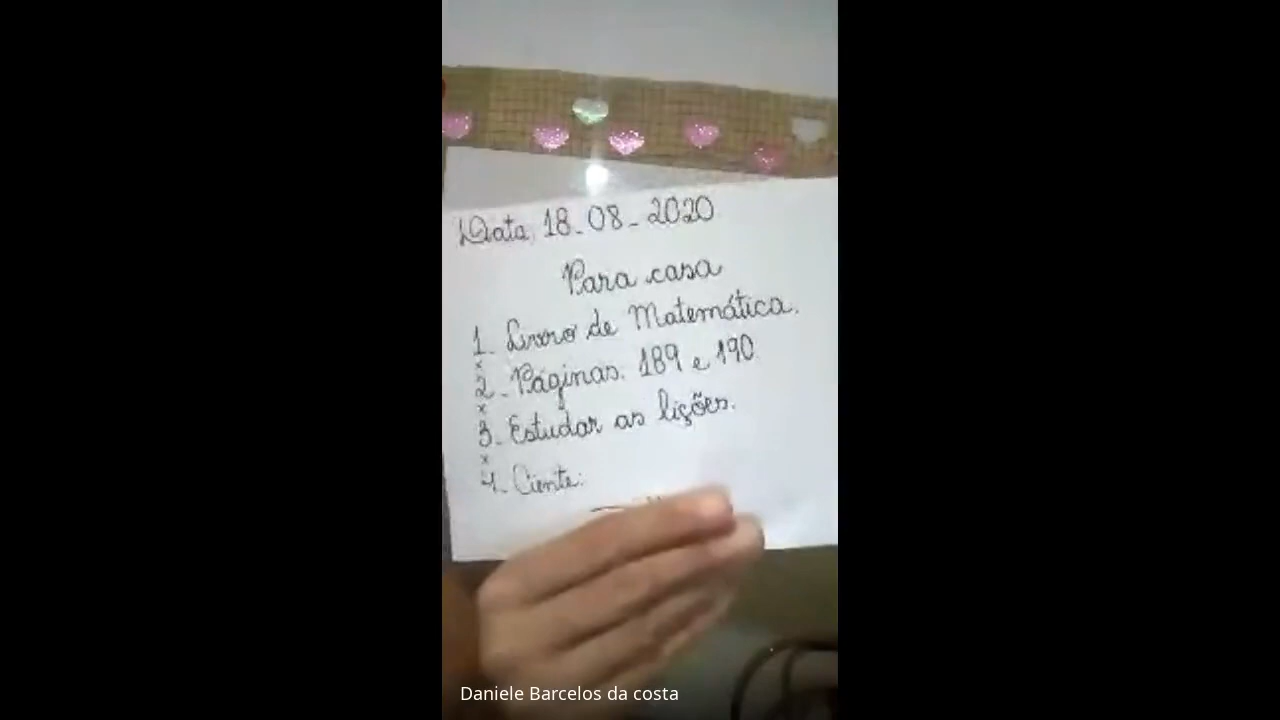 Data, 18-08-2020
Para casa
1- Livro de Matemática.
x
2- Páginas. 189 e 190.
x
3- Estudar as lições.
x
4- Ciente:
Daniele Barcelos da costa